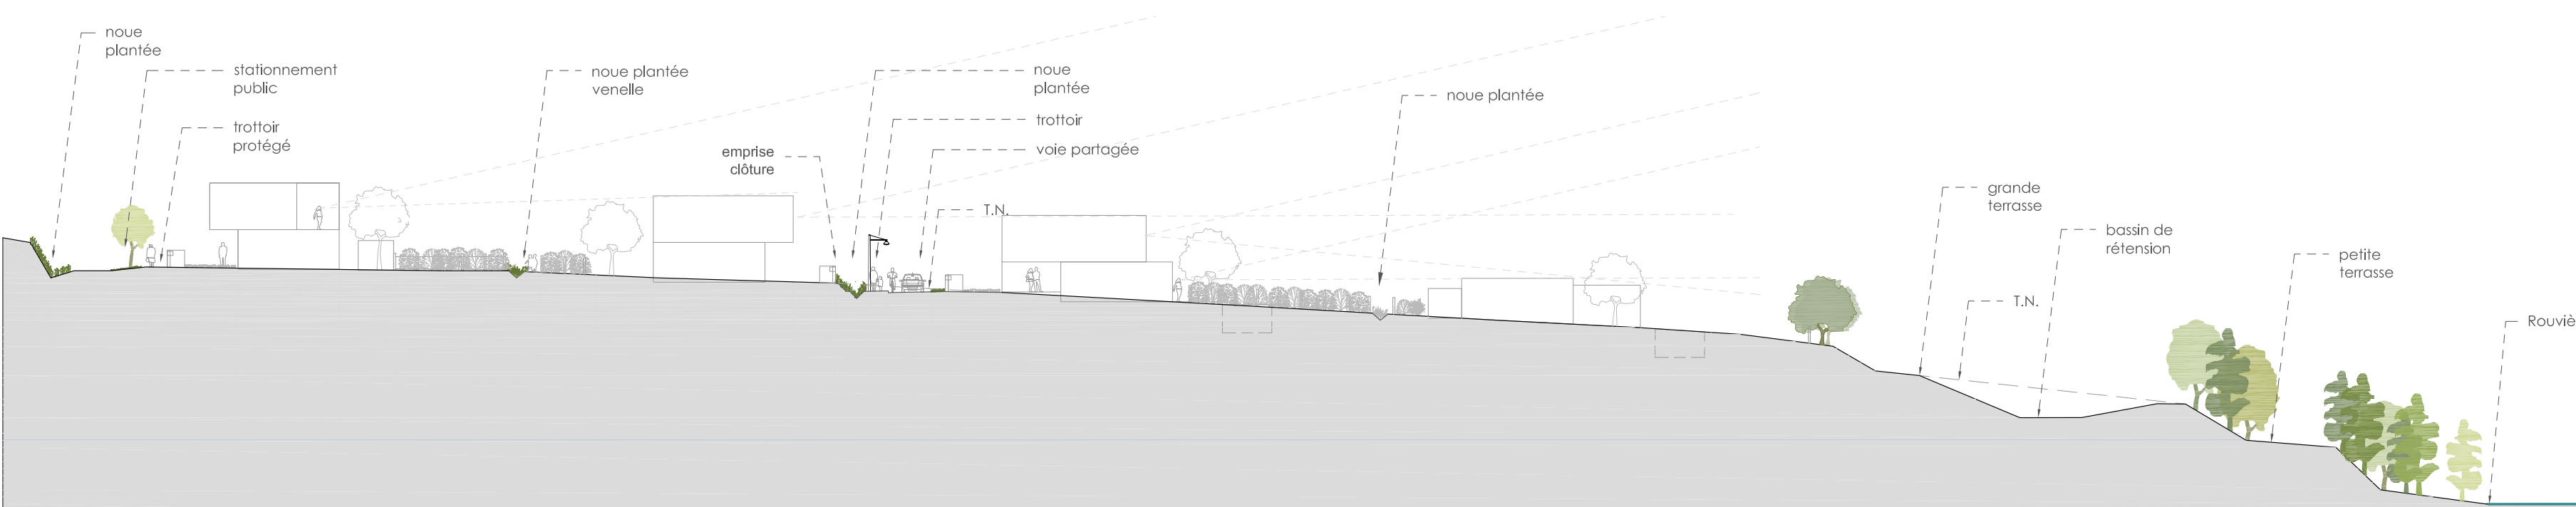 noue
plantée
stationnement
public
trottoir
protégé
noue plantée
venelle
emprise
clôture
noue
plantée
trottoir
voie partagée
T.N.
noue plantée
grande
terrasse
bassin de
rétension
T.N.
petite
terrasse
Rouviè